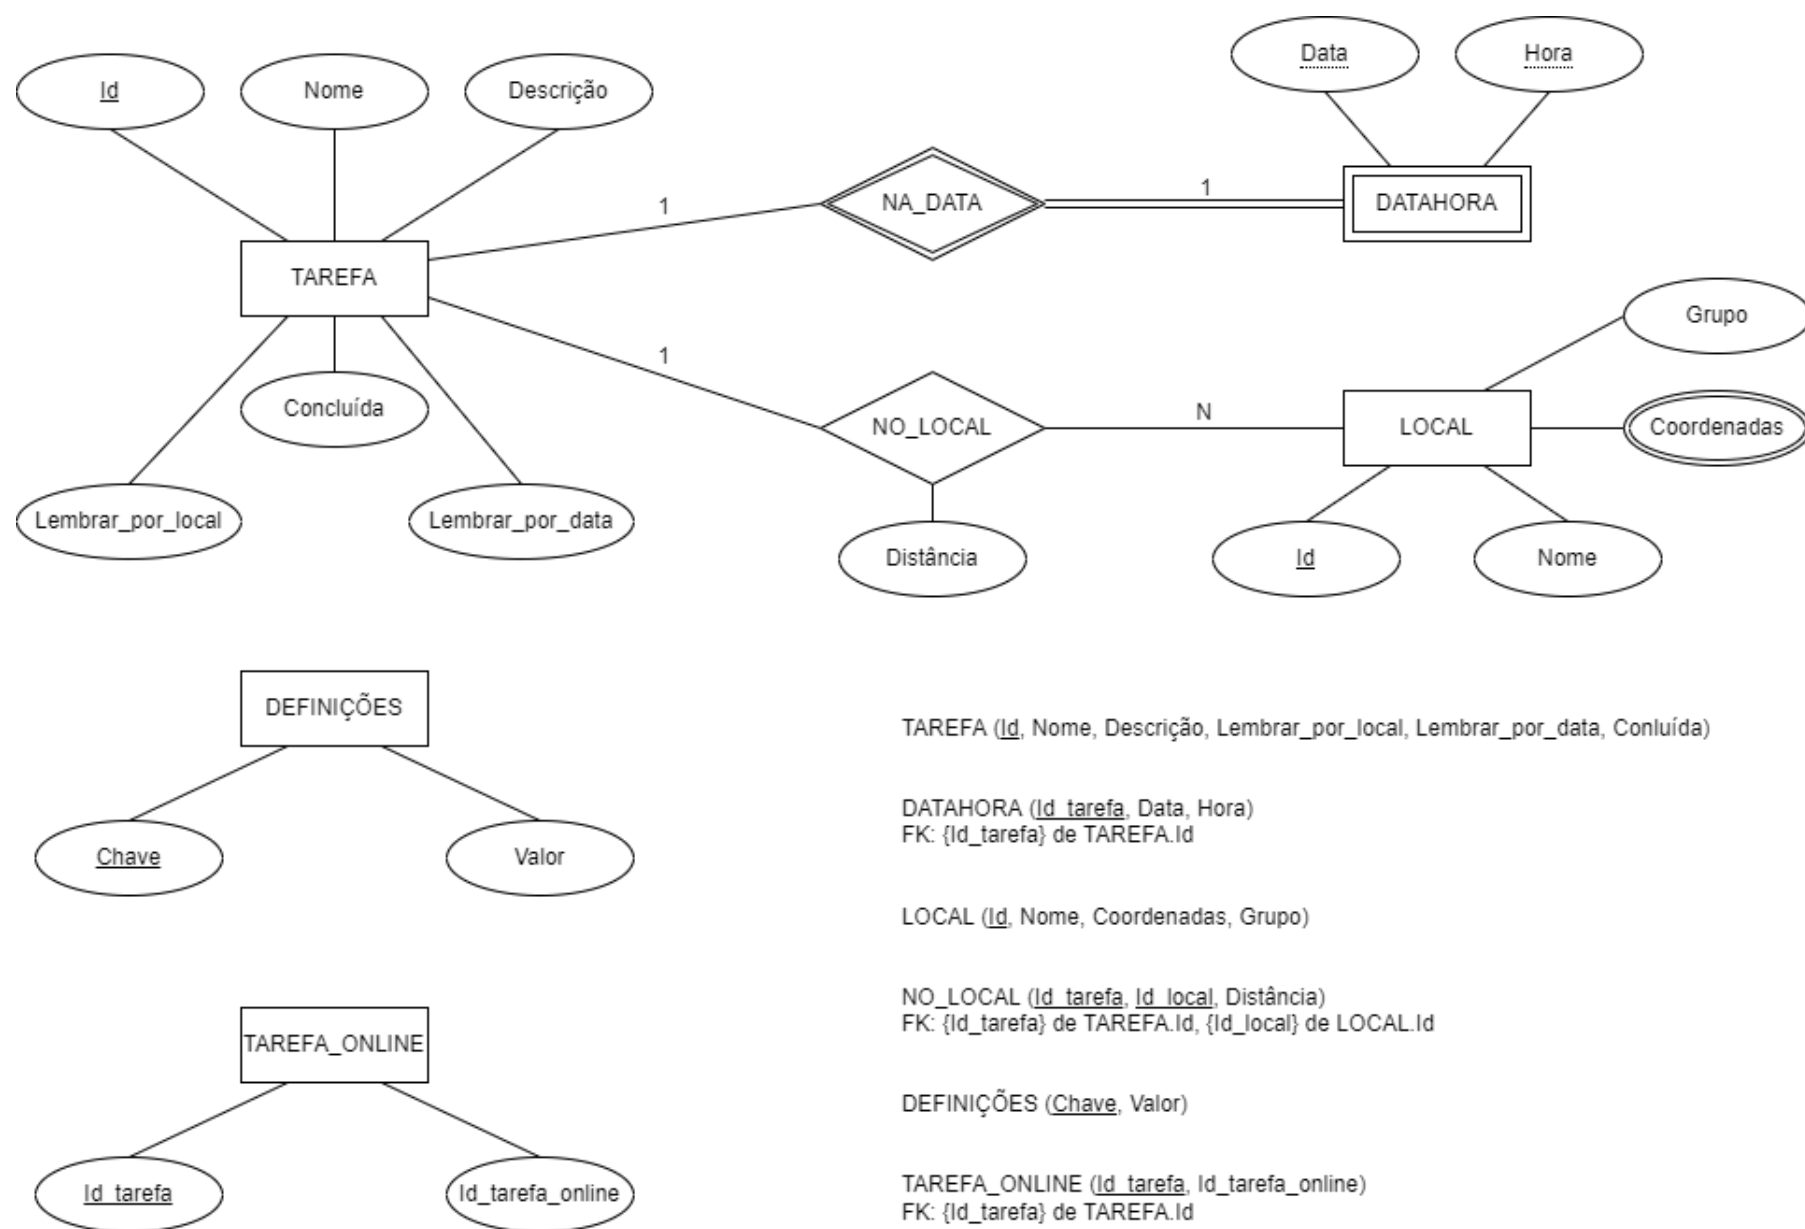 Id
Nome
Descrição
Data
Hora
TAREFA
1
NA_DATA
1
DATAHORA
Concluída
Lembrar_por_local
Lembrar_por_data
1
NO_LOCAL
N
LOCAL
Grupo
Coordenadas
Distância
Id
Nome
DEFINIÇÕES
Chave
Valor
TAREFA_ONLINE
Id_tarefa
Id_tarefa_online
TAREFA (Id, Nome, Descrição, Lembrar_por_local, Lembrar_por_data, Conluída)
DATAHORA (Id_tarefa, Data, Hora)
FK: {Id_tarefa} de TAREFA.Id
LOCAL (Id, Nome, Coordenadas, Grupo)
NO_LOCAL (Id_tarefa, Id_local, Distância)
FK: {Id_tarefa} de TAREFA.Id, {Id_local} de LOCAL.Id
DEFINIÇÕES (Chave, Valor)
TAREFA_ONLINE (Id_tarefa, Id_tarefa_online)
FK: {Id_tarefa} de TAREFA.Id